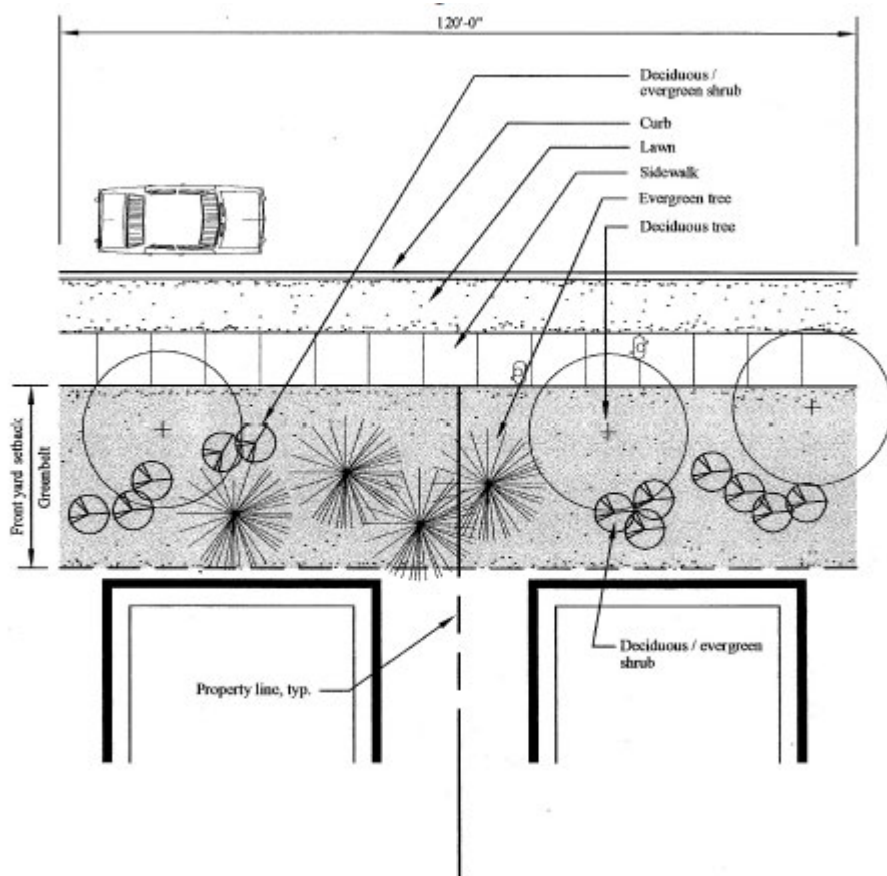 120'-0"
Deciduous /
evergreen shrub
Curb
Lawn
Sidewalk
Evergreen tree
Deciduous tree
Front yard setback
Greenbelt
Deciduous / evergreen
shrub
Property line, typ.